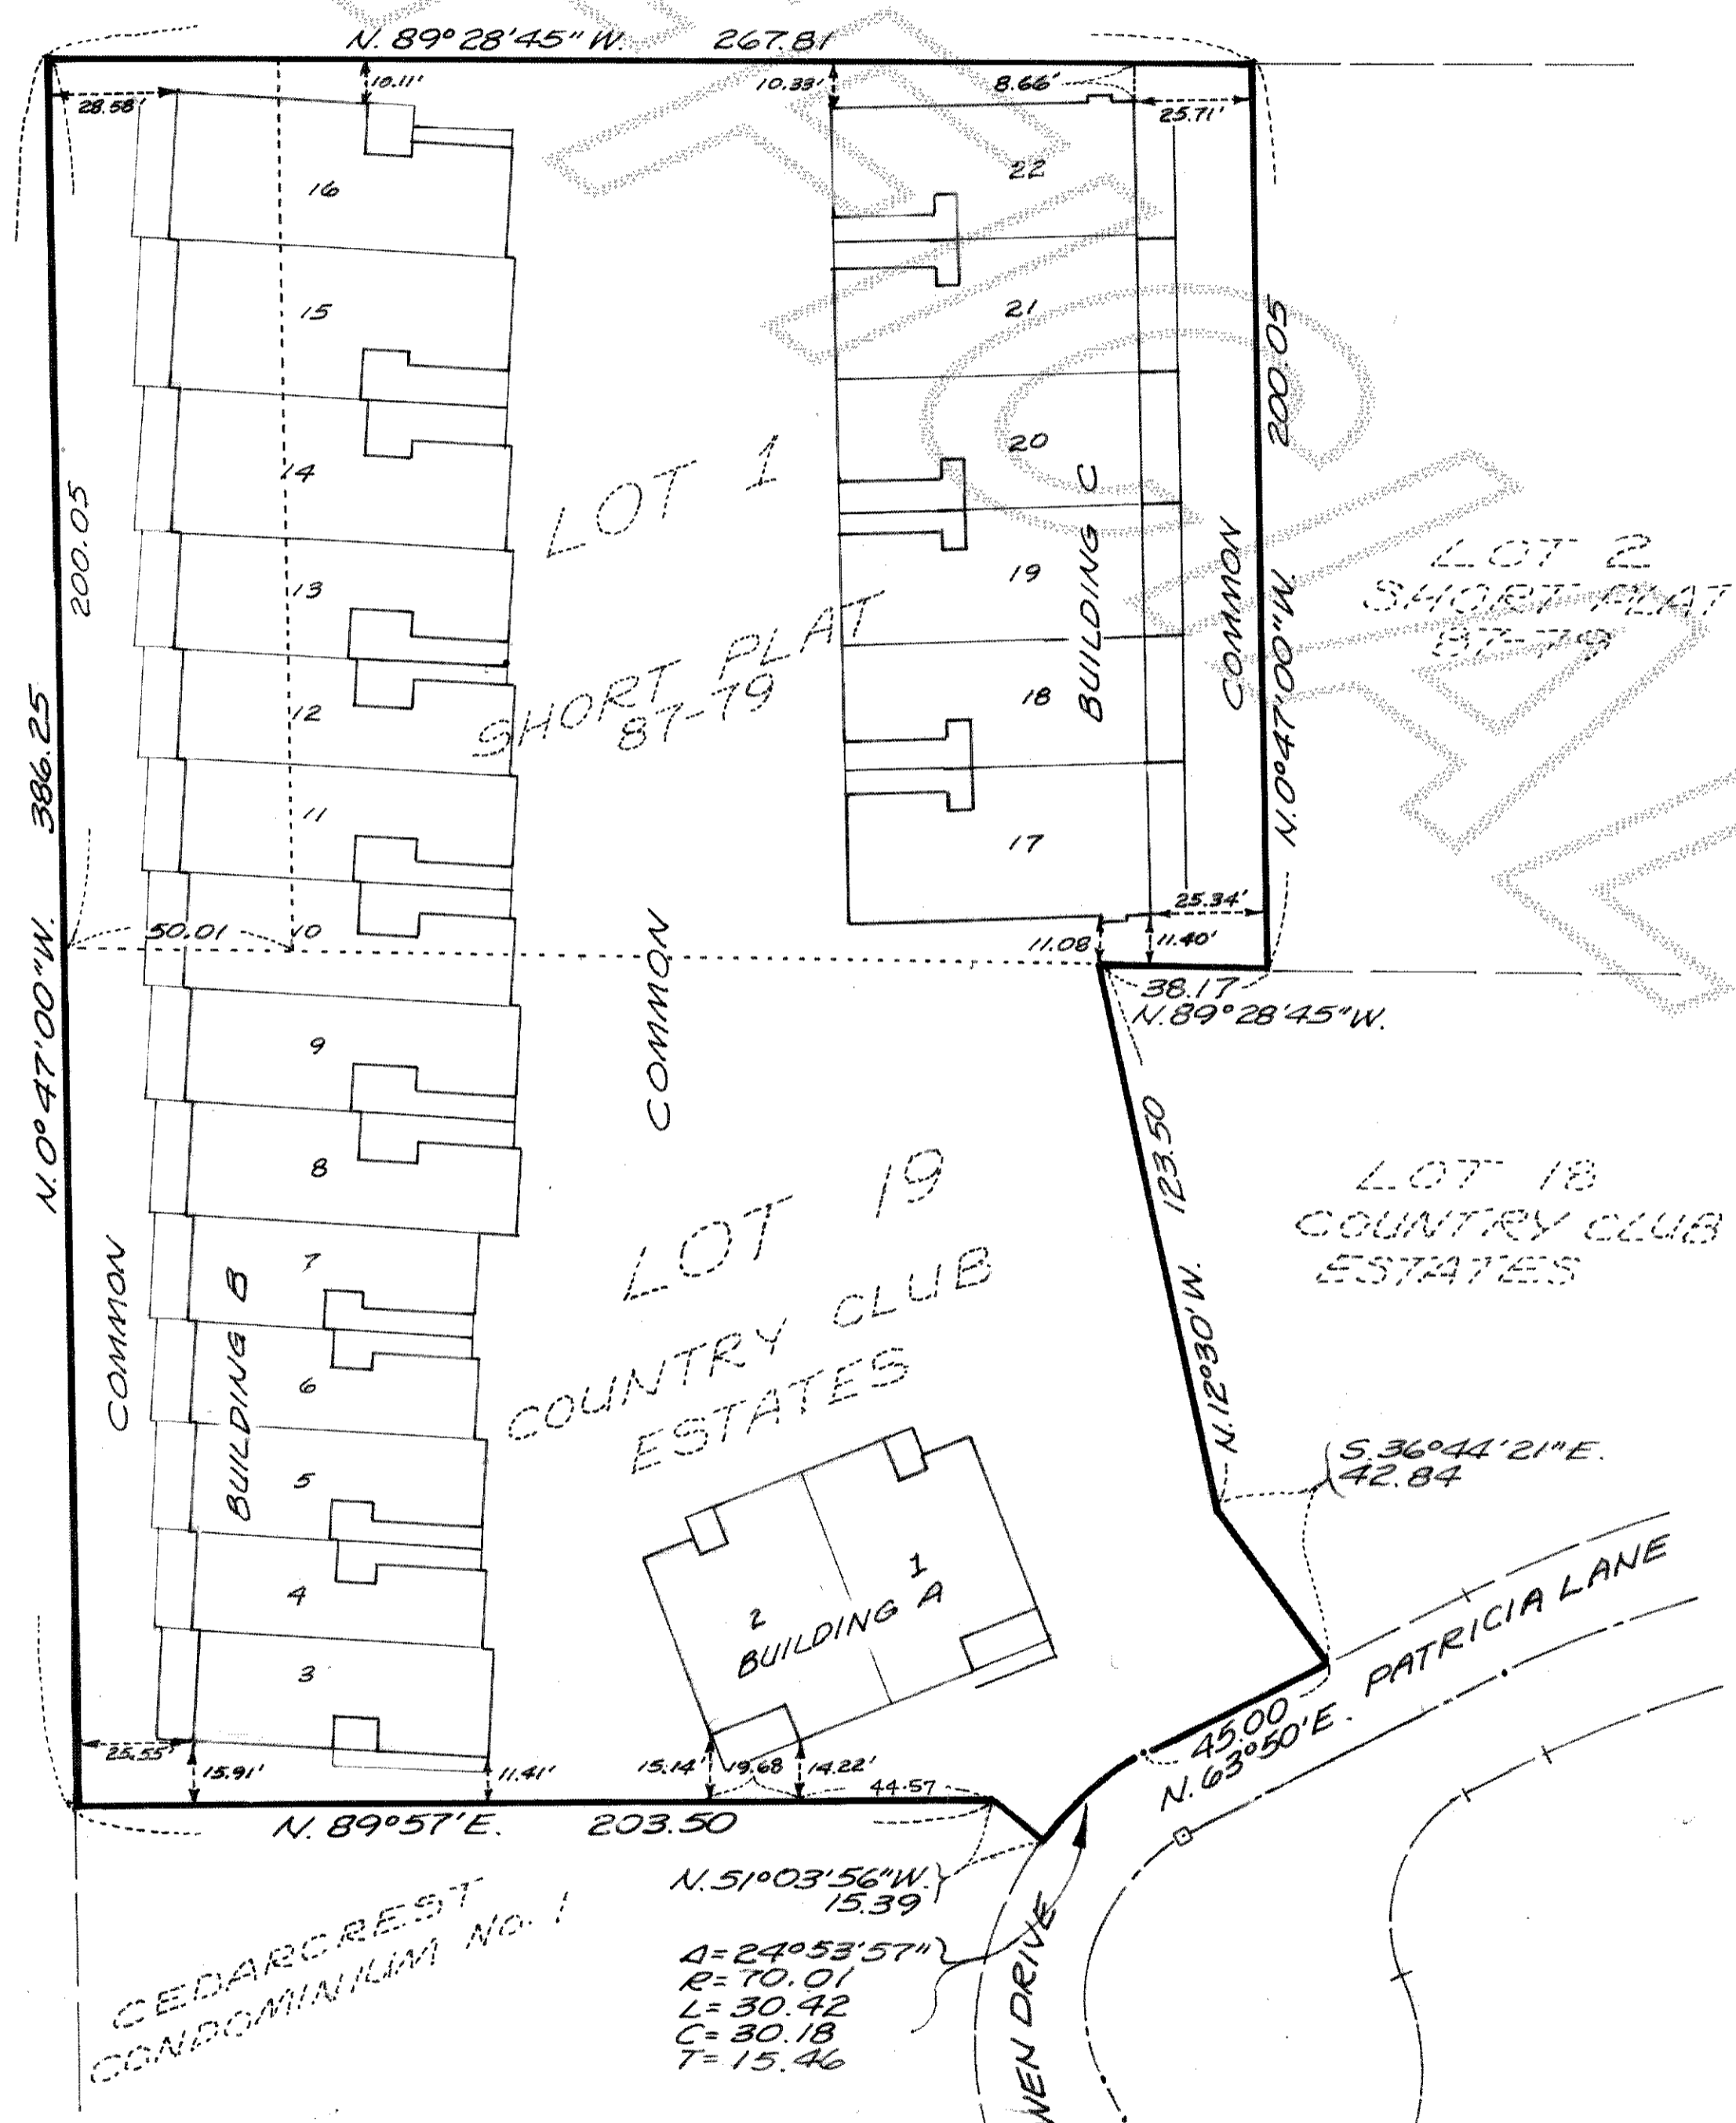 N. 89°28'45" W. 267.81
10.11'
10.33'
8.66'
28.58'
25.71'
16
22
15
21
14
20
13
19
12
18
11
17
10
9
8
7
6
5
4
3
LOT 1
SHORT PLAT
87-79
BUILDING C
COMMON
200.05
N.0°47'00"W.
LOT 2
SHORT PLAT
87-79
200.05
N.0°47'00"W. 386.25
50.01
COMMON
25.34'
11.08
11.40'
38.17
N.89°28'45"W.
N.12°30'W. 123.50
LOT 18
COUNTRY CLUB
ESTATES
LOT 19
COUNTRY CLUB
ESTATES
COMMON
BUILDING B
S.36°44'21"E.
42.84
1
2
BUILDING A
PATRICIA LANE
45.00
N.63°50'E.
25.55'
15.91'
11.41'
15.14'
19.68
14.22'
44.57
N. 89°57'E. 203.50
N.51°03'56"W.
15.39
Δ=24°53'57"
R=70.01
L=30.42
C=30.18
T=15.46
NEN DRIVE
CEDARCREST
CONDOMINIUM No. 1